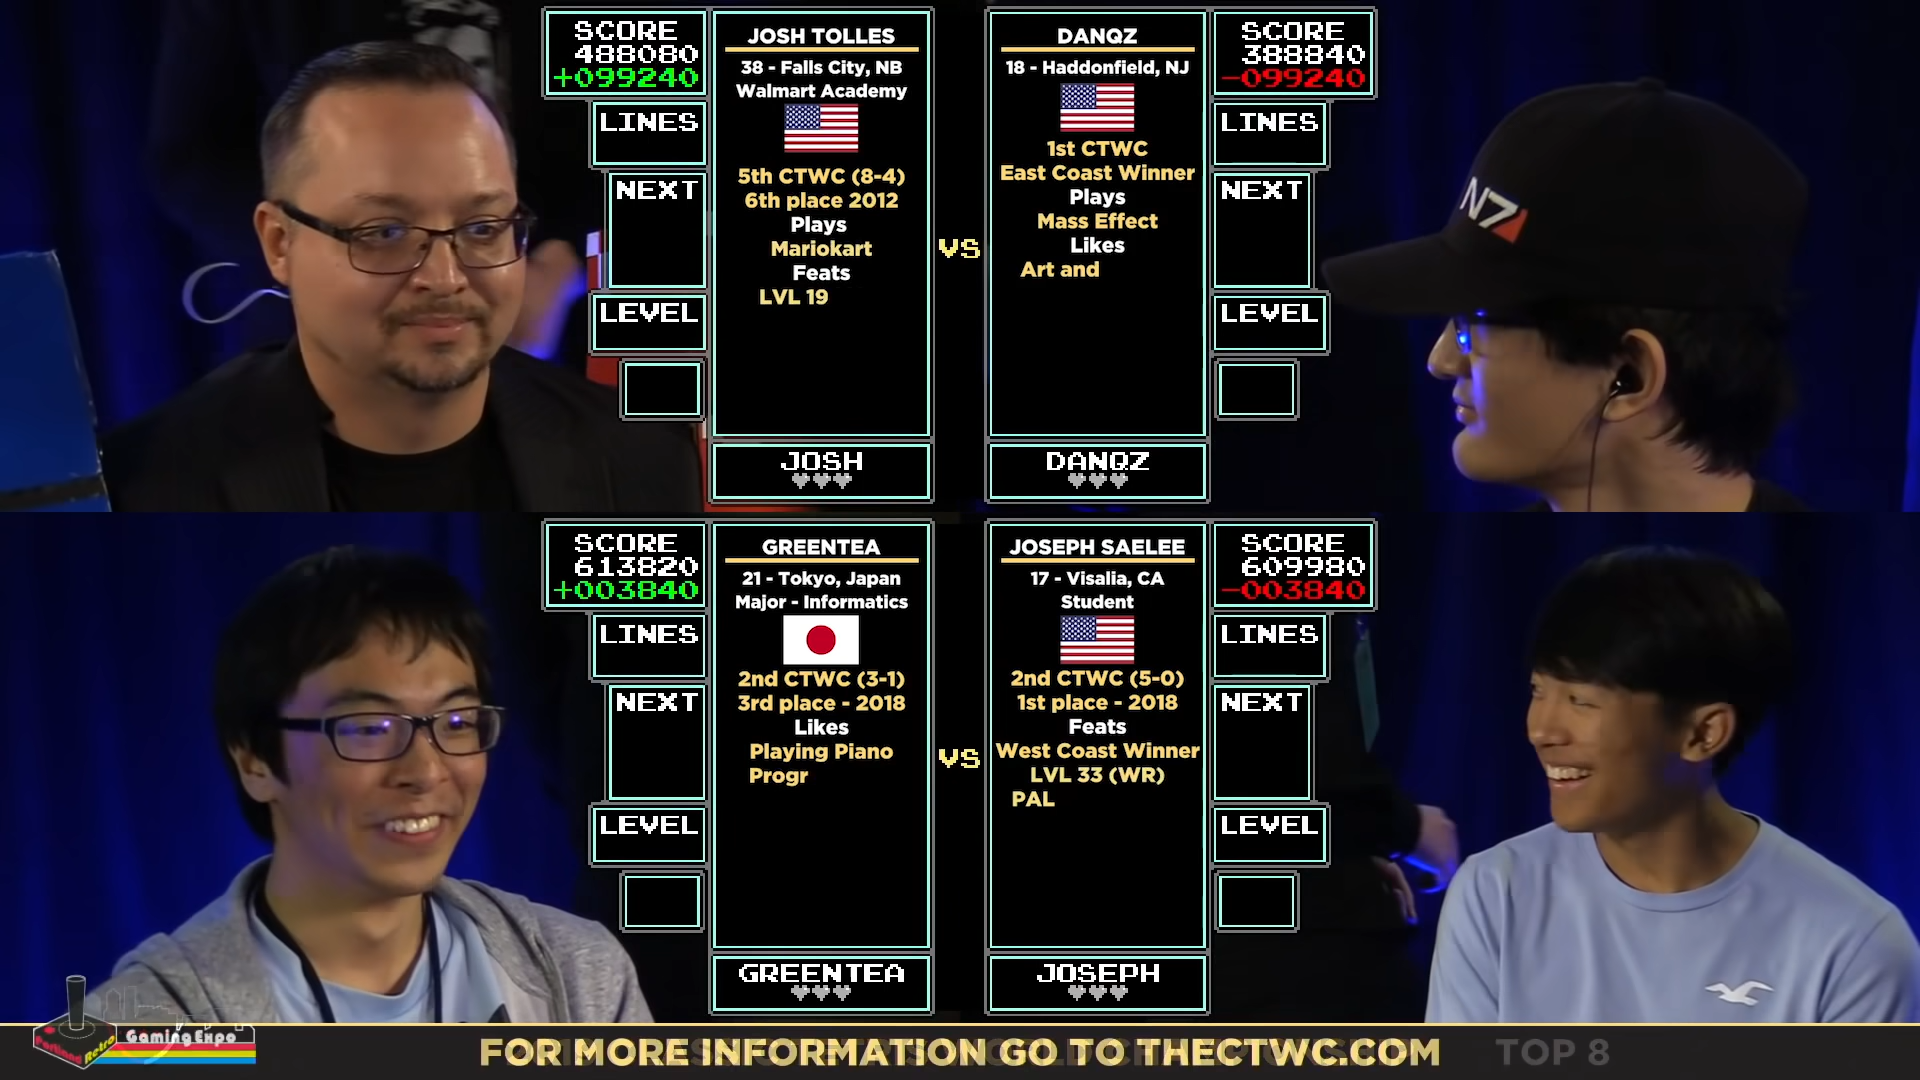 SCORE
488080
+099240
LINES
NEXT
LEVEL
JOSH TOLLES
38 - Falls City, NB
Walmart Academy
5th CTWC (8-4)
6th place 2012
Plays
Mariokart
Feats
LVL 19
JOSH
VS
DANQZ
18 - Haddonfield, NJ
1st CTWC
East Coast Winner
Plays
Mass Effect
Likes
Art and
DANQZ
SCORE
388840
-099240
LINES
NEXT
LEVEL
N7
SCORE
613820
+003840
LINES
NEXT
LEVEL
GREENTEA
21 - Tokyo, Japan
Major - Informatics
2nd CTWC (3-1)
3rd place - 2018
Likes
Playing Piano
Progr
GREENTEA
VS
JOSEPH SAELEE
17 - Visalia, CA
Student
2nd CTWC (5-0)
1st place - 2018
Feats
West Coast Winner
LVL 33 (WR)
PAL
JOSEPH
SCORE
609980
-003840
LINES
NEXT
LEVEL
Portland Retro
Gaming Expo
FOR MORE INFORMATION GO TO THECTWC.COM
TOP 8